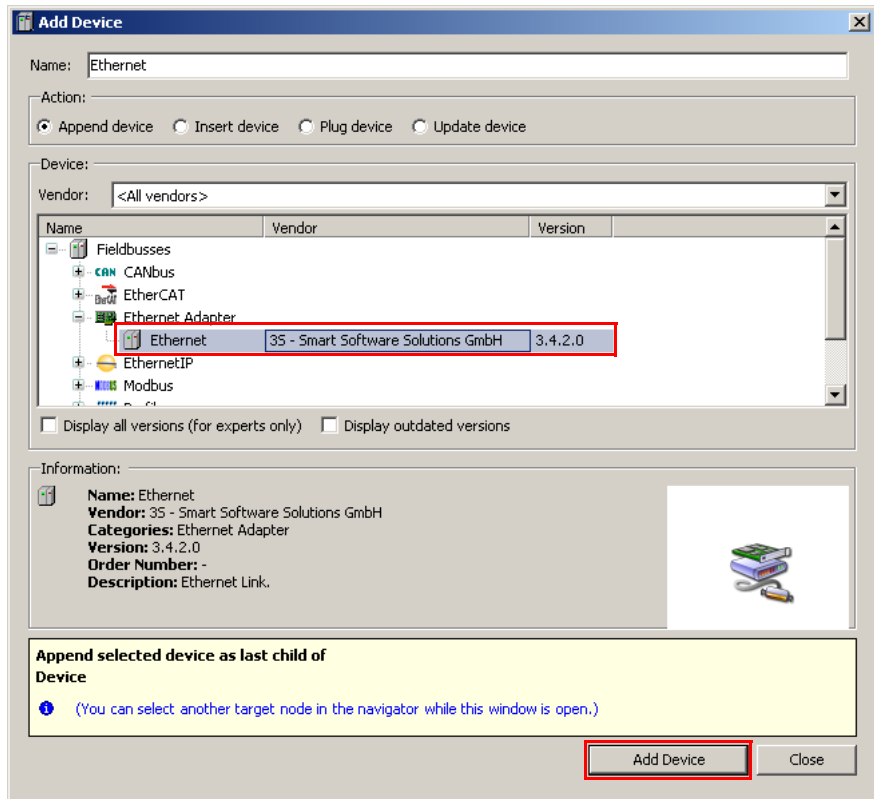 Add Device
Name: Ethernet
Action:
Append device Insert device Plug device Update device
Device:
Vendor: <All vendors>
Name Vendor Version
Fieldbusses
CAN CANbus
EtherCAT
Ethernet Adapter
Ethernet 3S - Smart Software Solutions GmbH 3.4.2.0
EthernetIP
Modbus
Display all versions (for experts only) Display outdated versions
Information:
Name: Ethernet
Vendor: 3S - Smart Software Solutions GmbH
Categories: Ethernet Adapter
Version: 3.4.2.0
Order Number: -
Description: Ethernet Link.
Append selected device as last child of
Device
(You can select another target node in the navigator while this window is open.)
Add Device Close